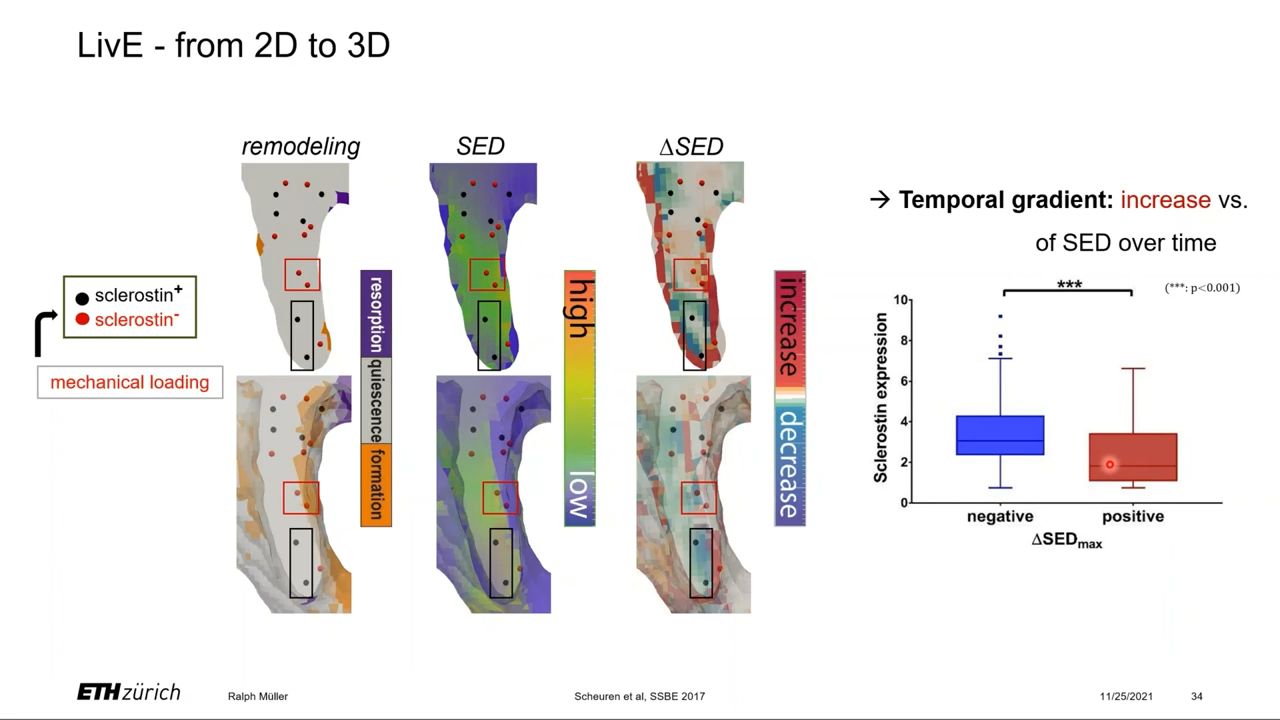 LivE - from 2D to 3D
remodeling
SED
ΔSED
→ Temporal gradient: increase vs.
of SED over time
sclerostin+
sclerostin-
mechanical loading
resorption
quiescence
formation
high
low
increase
decrease
***
(***: p<0.001)
Sclerostin expression
10
8
6
4
2
0
negative
positive
ΔSEDmax
ETH zürich
Ralph Müller
Scheuren et al, SSBE 2017
11/25/2021
34